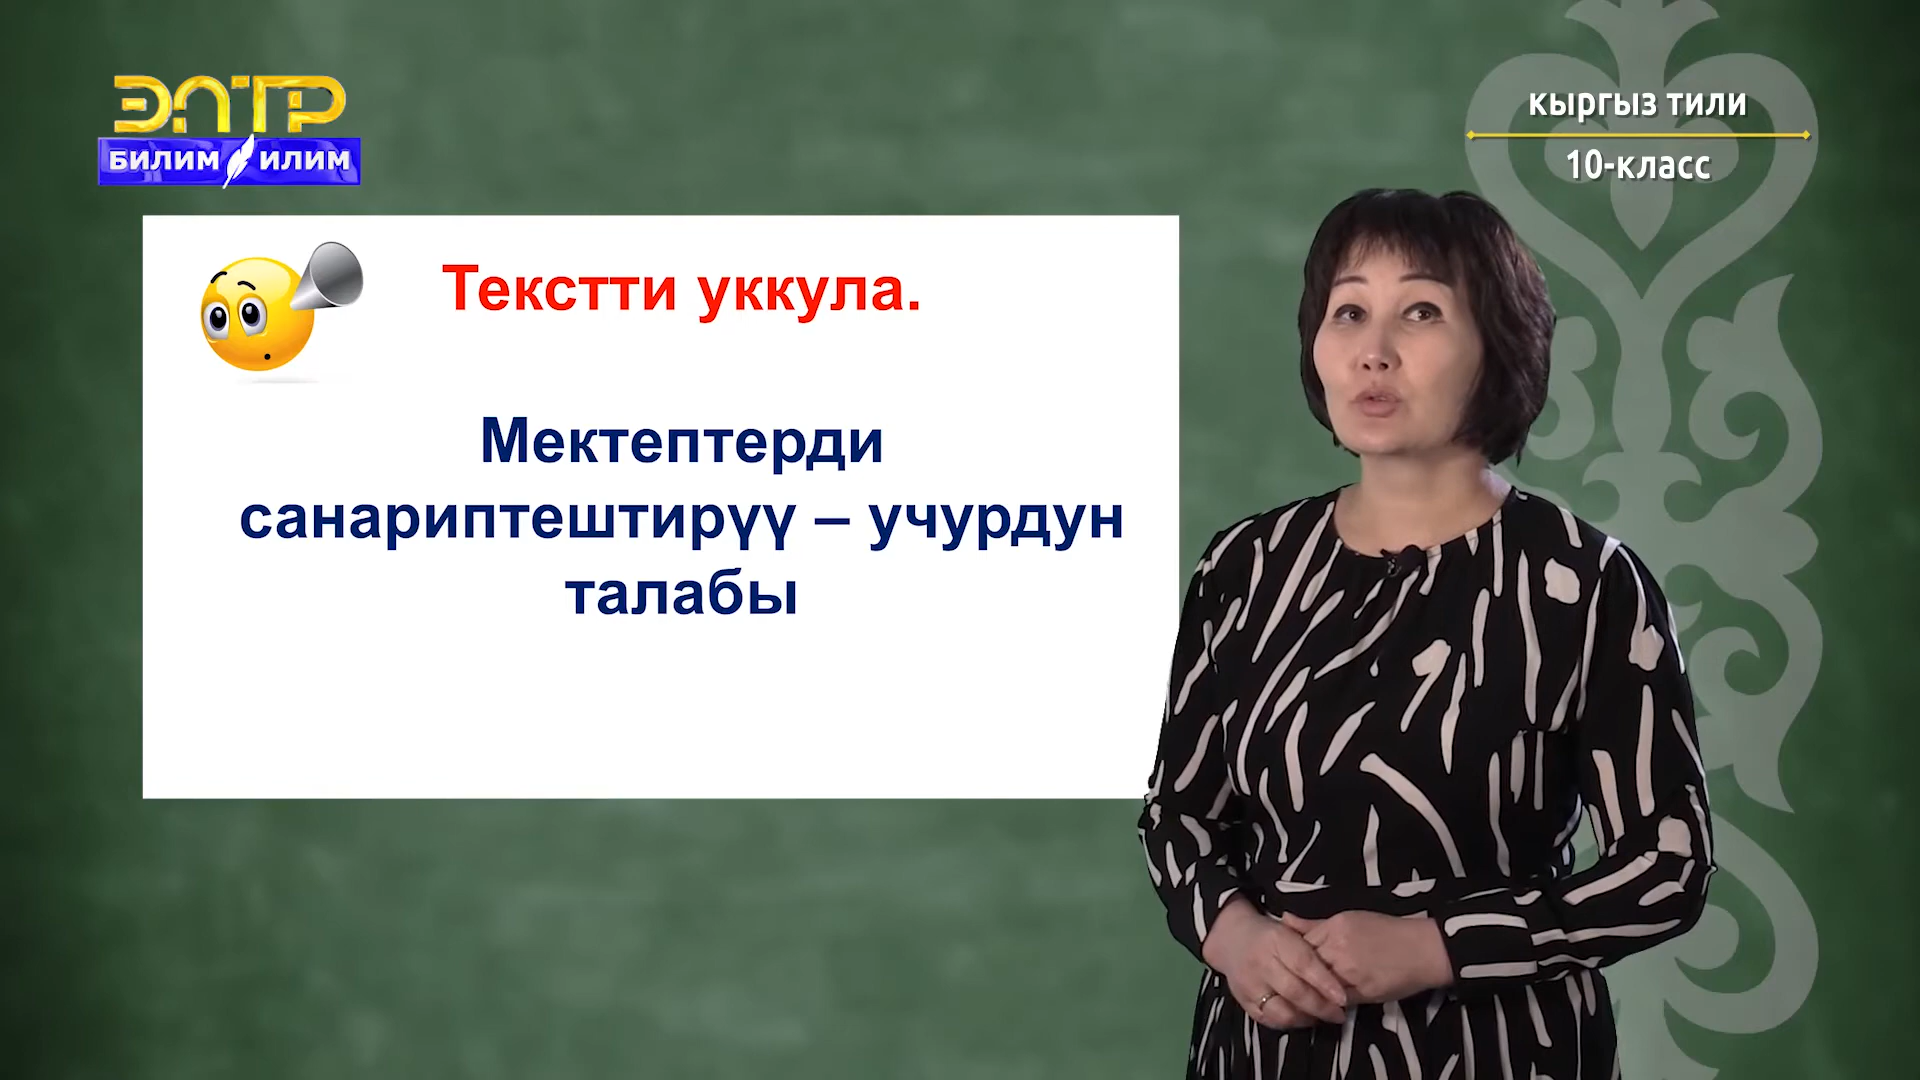 ЭЛТР
БИЛИМ ИЛИМ
кыргыз тили
10-класс
Текстти уккула.
Мектептерди
санариптештирүү – учурдун
талабы